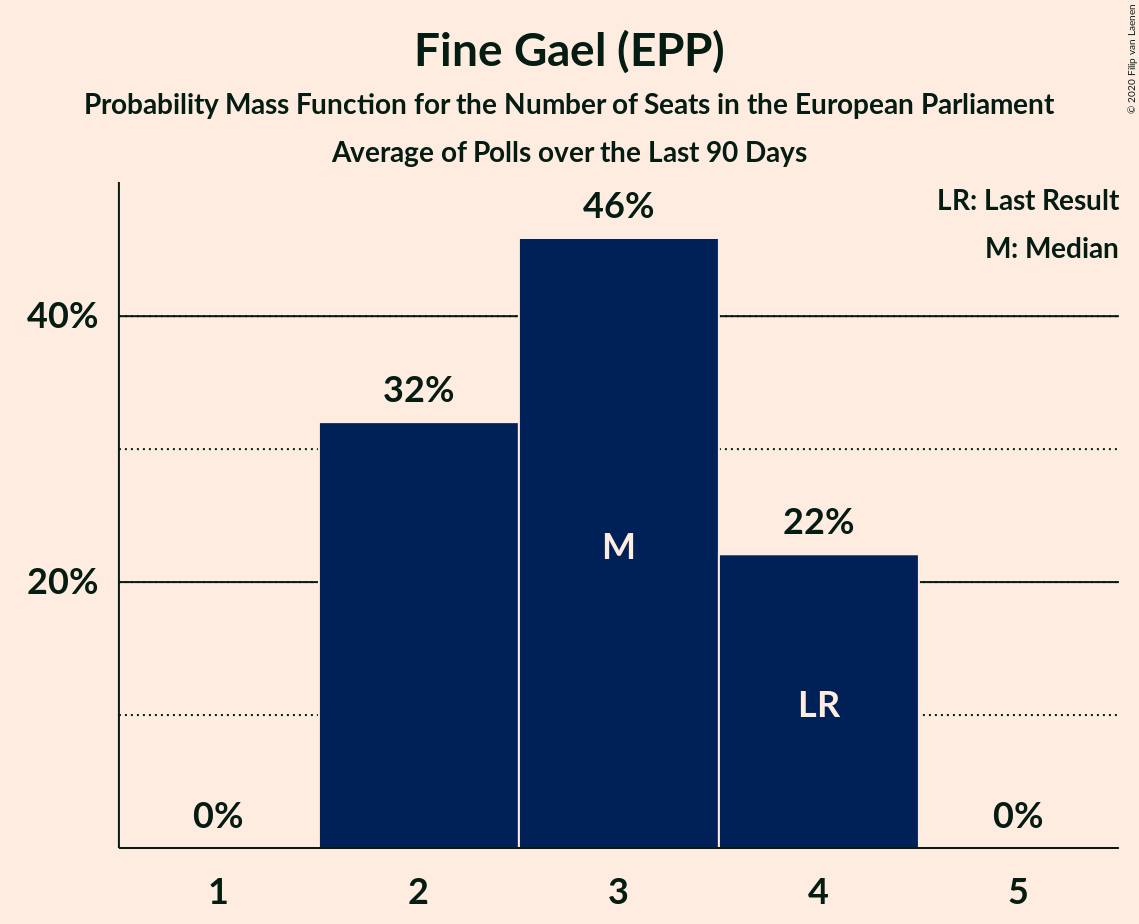 Fine Gael (EPP)
Probability Mass Function for the Number of Seats in the European Parliament
Average of Polls over the Last 90 Days
© 2020 Filip van Laenen
LR: Last Result
M: Median
40%
20%
0%
32%
46%
22%
0%
M
LR
1
2
3
4
5